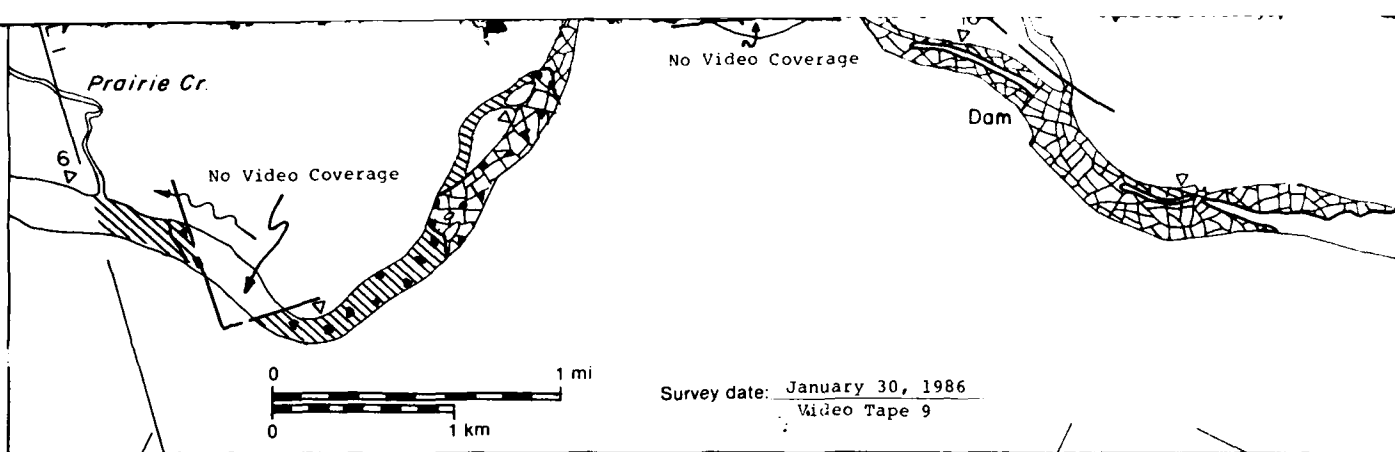 No Video Coverage
Prairie Cr.
Dam
6
No Video Coverage
0 1 mi
0 1 km
Survey date: January 30, 1986
Video Tape 9